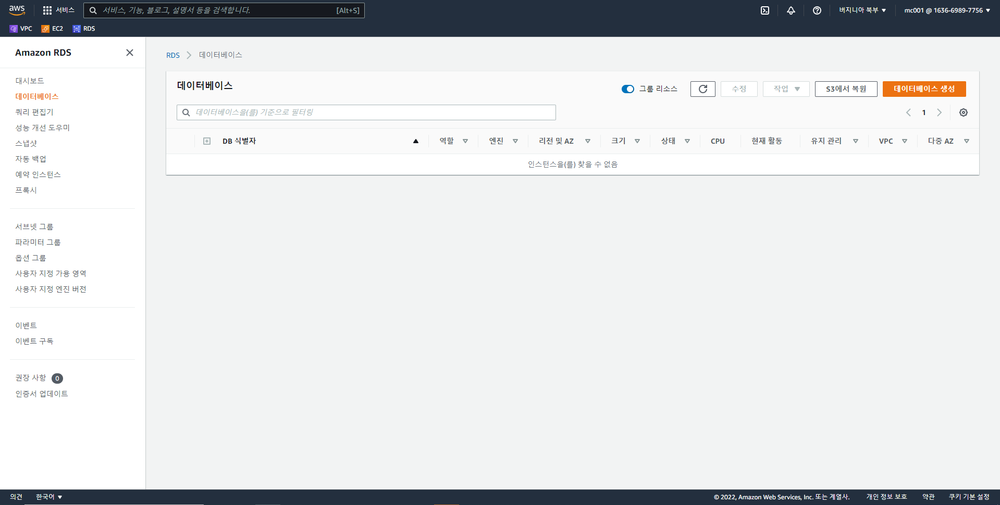 aws
서비스
서비스, 기능, 블로그, 설명서 등을 검색합니다.
[Alt+S]
버지니아 북부
mc001 @ 1636-6989-7756
VPC
EC2
RDS
Amazon RDS
대시보드
데이터베이스
쿼리 편집기
성능 개선 도우미
스냅샷
자동 백업
예약 인스턴스
프록시
서브넷 그룹
파라미터 그룹
옵션 그룹
사용자 지정 가용 영역
사용자 지정 엔진 버전
이벤트
이벤트 구독
권장 사항 0
인증서 업데이트
RDS
데이터베이스
데이터베이스
그룹 리소스
수정
작업
S3에서 복원
데이터베이스 생성
데이터베이스을(를) 기준으로 필터링
1
DB 식별자
역할
엔진
리전 및 AZ
크기
상태
CPU
현재 활동
유지 관리
VPC
다중 AZ
인스턴스을(를) 찾을 수 없음
의견
한국어
© 2022, Amazon Web Services, Inc. 또는 계열사.
개인 정보 보호
약관
쿠키 기본 설정